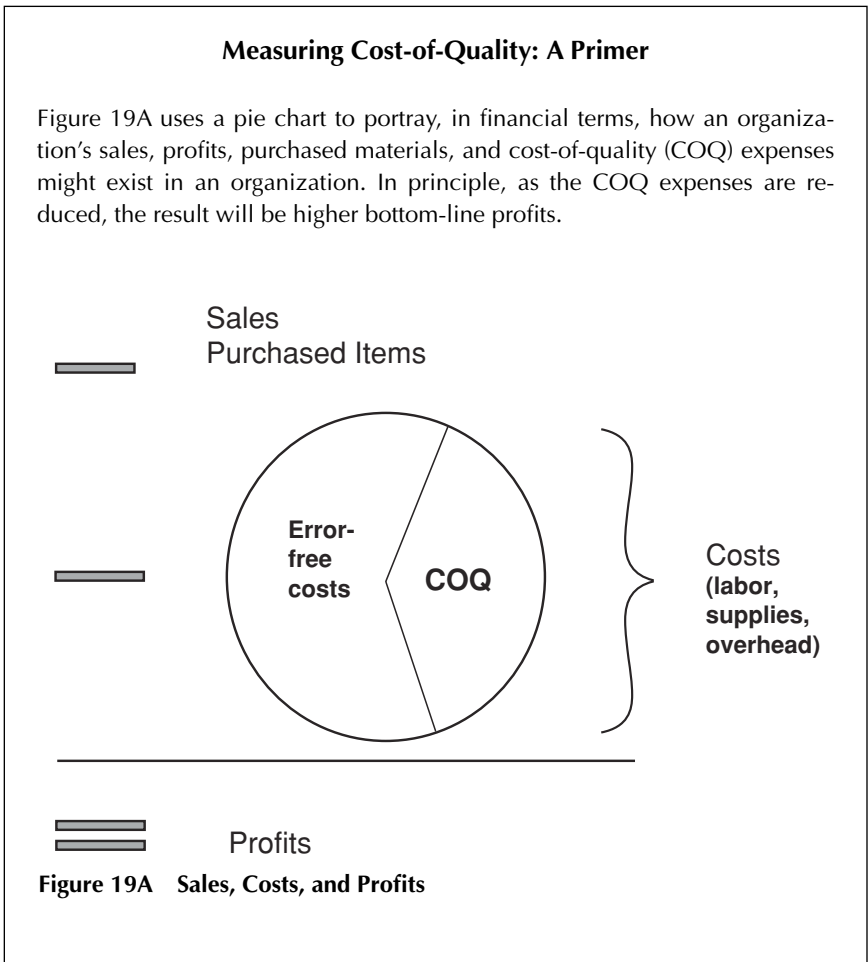 Measuring Cost-of-Quality: A Primer
Figure 19A uses a pie chart to portray, in financial terms, how an organiza-
tion's sales, profits, purchased materials, and cost-of-quality (COQ) expenses
might exist in an organization. In principle, as the COQ expenses are re-
duced, the result will be higher bottom-line profits.
Sales
Purchased Items
Error-
free
costs
COQ
Costs
(labor,
supplies,
overhead)
Profits
Figure 19A Sales, Costs, and Profits